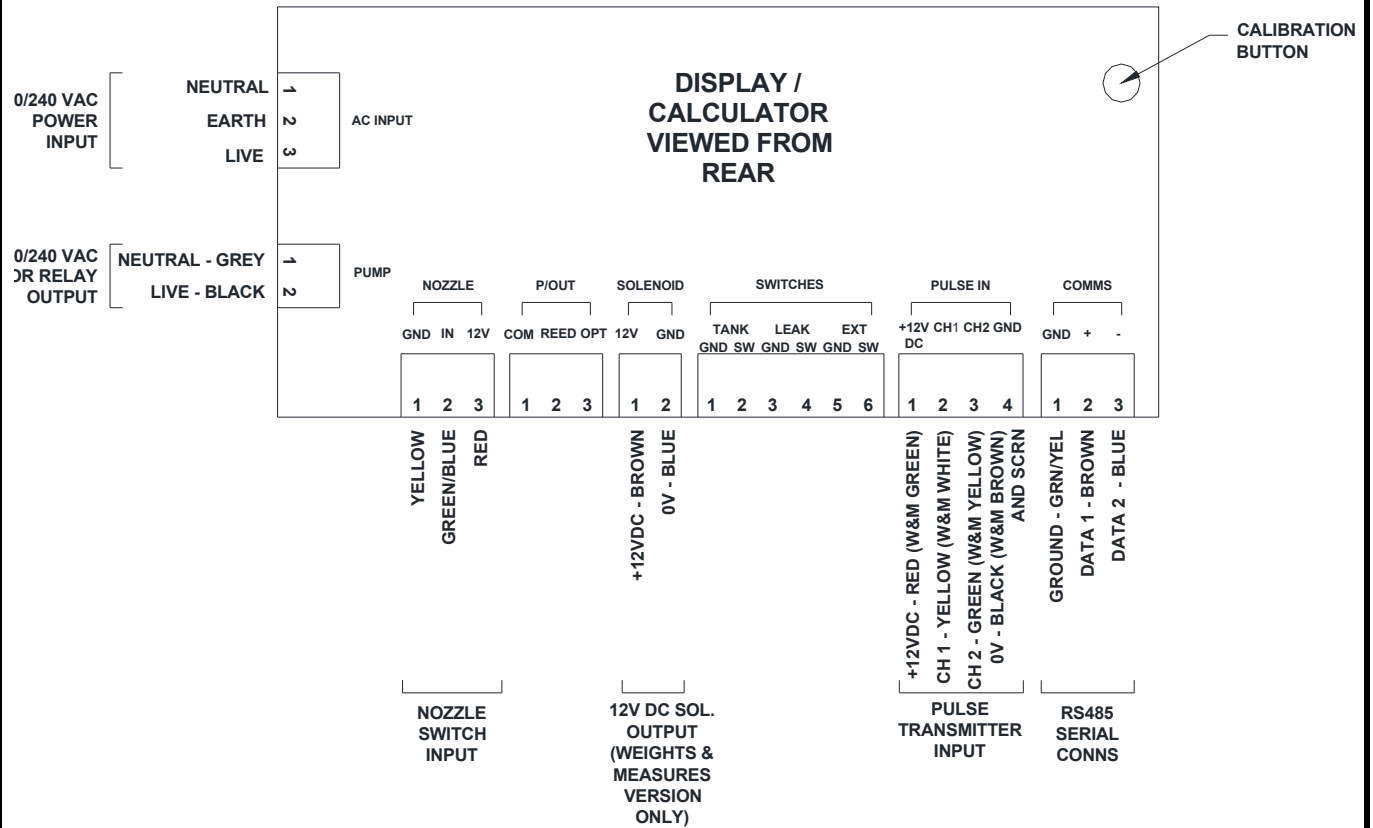 CALIBRATION
BUTTON
DISPLAY /
CALCULATOR
VIEWED FROM
REAR
0/240 VAC
POWER
INPUT
NEUTRAL
EARTH
LIVE
1
2
3
AC INPUT
0/240 VAC
OR RELAY
OUTPUT
NEUTRAL - GREY
LIVE - BLACK
1
2
PUMP
NOZZLE
GND IN 12V
1 2 3
YELLOW
GREEN/BLUE
RED
NOZZLE
SWITCH
INPUT
P/OUT
COM REED OPT
1 2 3
SOLENOID
12V GND
1 2
+12VDC - BROWN
0V - BLUE
12V DC SOL.
OUTPUT
(WEIGHTS &
MEASURES
VERSION
ONLY)
SWITCHES
TANK LEAK EXT
GND SW GND SW GND SW
1 2 3 4 5 6
PULSE IN
+12V CH1 CH2 GND
DC
1 2 3 4
+12VDC - RED (W&M GREEN)
CH 1 - YELLOW (W&M WHITE)
CH 2 - GREEN (W&M YELLOW)
0V - BLACK (W&M BROWN)
AND SCRN
PULSE
TRANSMITTER
INPUT
COMMS
GND + -
1 2 3
GROUND - GRN/YEL
DATA 1 - BROWN
DATA 2 - BLUE
RS485
SERIAL
CONNS